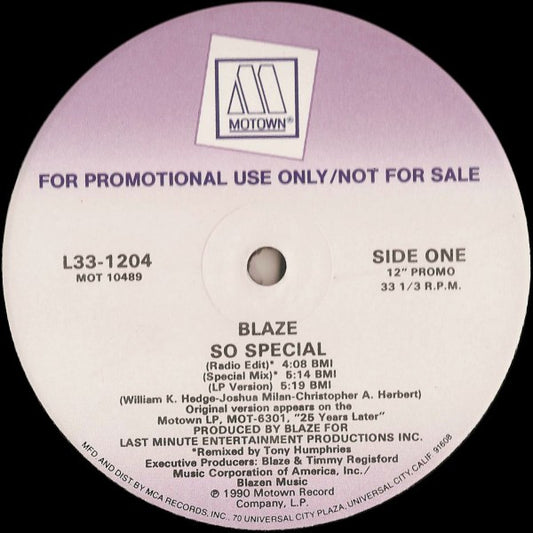 MOTOWN®
FOR PROMOTIONAL USE ONLY/NOT FOR SALE
L33-1204
MOT 10489
SIDE ONE
12" PROMO
33 1/3 R.P.M.
BLAZE
SO SPECIAL
(Radio Edit)* 4:08 BMI
(Special Mix)* 5:14 BMI
(LP Version) 5:19 BMI
(William K. Hedge-Joshua Milan-Christopher A. Herbert)
Original version appears on the
Motown LP, MOT-6301, "25 Years Later"
PRODUCED BY BLAZE FOR
LAST MINUTE ENTERTAINMENT PRODUCTIONS INC.
*Remixed by Tony Humphries
Executive Producers: Blaze & Timmy Regisford
Music Corporation of America, Inc./
Blazen Music
℗ 1990 Motown Record
Company, L.P.
MFD AND DIST. BY MCA RECORDS, INC., 70 UNIVERSAL CITY PLAZA, UNIVERSAL CITY, CALIF. 91608